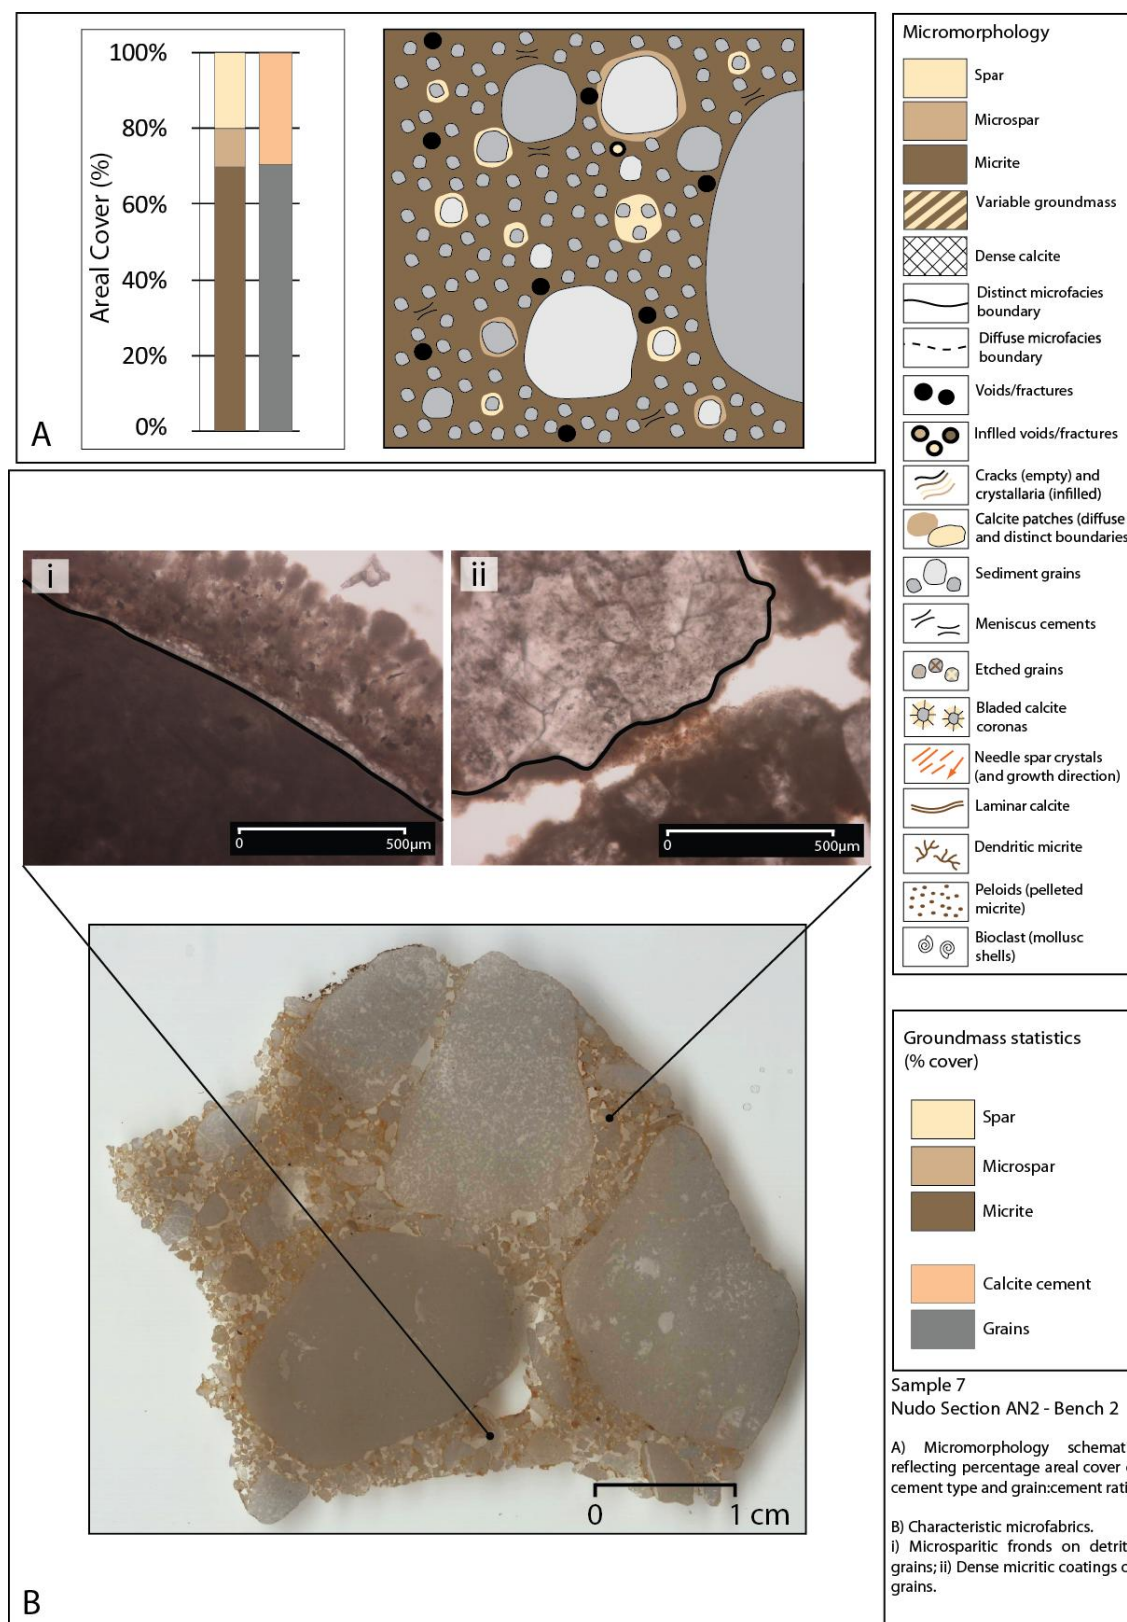 100%
80%
60%
40%
20%
0%
Areal Cover (%)
A
Micromorphology
Spar
Microspar
Micrite
Variable groundmass
Dense calcite
Distinct microfacies
boundary
Diffuse microfacies
boundary
Voids/fractures
Inflled voids/fractures
Cracks (empty) and
crystallaria (infilled)
Calcite patches (diffuse
and distinct boundaries
Sediment grains
Meniscus cements
Etched grains
Bladed calcite
coronas
Needle spar crystals
(and growth direction)
Laminar calcite
Dendritic micrite
Peloids (pelleted
micrite)
Bioclast (mollusc
shells)
i
0 500µm
ii
0 500µm
0 1 cm
B
Groundmass statistics
(% cover)
Spar
Microspar
Micrite
Calcite cement
Grains
Sample 7
Nudo Section AN2 - Bench 2
A) Micromorphology schemat
reflecting percentage areal cover
cement type and grain:cement rati
B) Characteristic microfabrics.
i) Microsparitic fronds on detrit
grains; ii) Dense micritic coatings
grains.